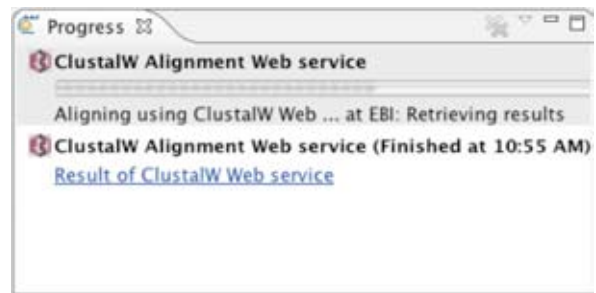 Progress
ClustalW Alignment Web service
Aligning using ClustalW Web ... at EBI: Retrieving results
ClustalW Alignment Web service (Finished at 10:55 AM)
Result of ClustalW Web service